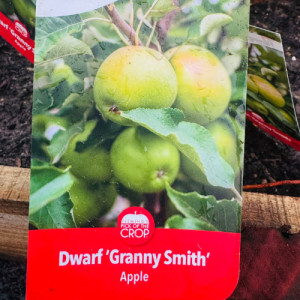 PICK OF THE
CROP
Dwarf 'Granny Smith'
Apple